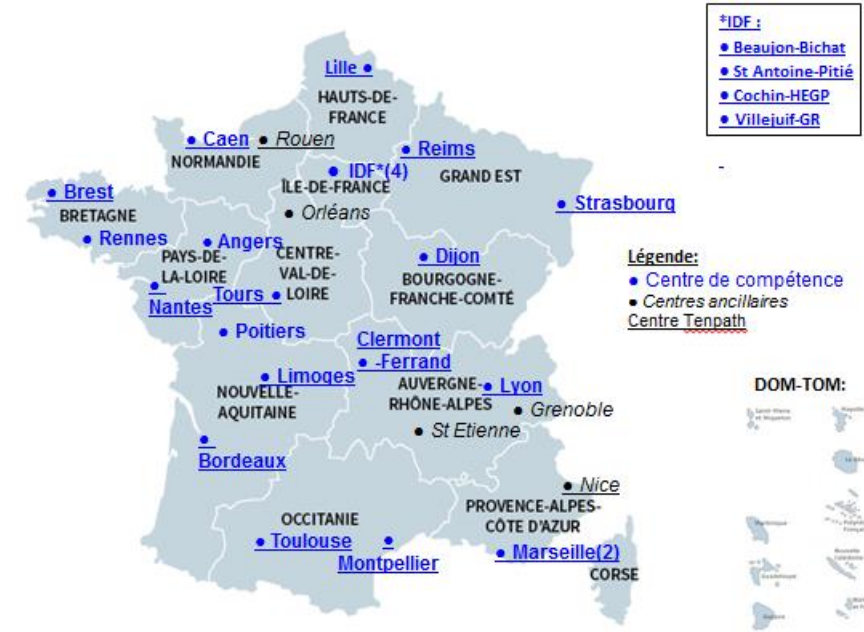 *IDF :
● Beaujon-Bichat
● St Antoine-Pitié
● Cochin-HEGP
● Villejuif-GR
Lille ●
HAUTS-DE-
FRANCE
● Caen
● Rouen
NORMANDIE
● Reims
● IDF*(4)
ÎLE-DE-FRANCE
GRAND EST
● Brest
BRETAGNE
● Orléans
● Strasbourg
● Rennes
● Angers
PAYS-DE-
LA-LOIRE
CENTRE-
VAL-DE-
LOIRE
● Dijon
BOURGOGNE-
FRANCHE-COMTÉ
Légende:
● Centre de compétence
● Centres ancillaires
Centre Tenpath
● Nantes
Tours ●
● Poitiers
Clermont
● -Ferrand
● Limoges
NOUVELLE-
AQUITAINE
AUVERGNE-
RHÔNE-ALPES
● Lyon
● Grenoble
● St Etienne
DOM-TOM:
● Bordeaux
● Nice
PROVENCE-ALPES-
CÔTE D'AZUR
OCCITANIE
● Toulouse
● Montpellier
● Marseille(2)
CORSE
Martinique
Guadeloupe